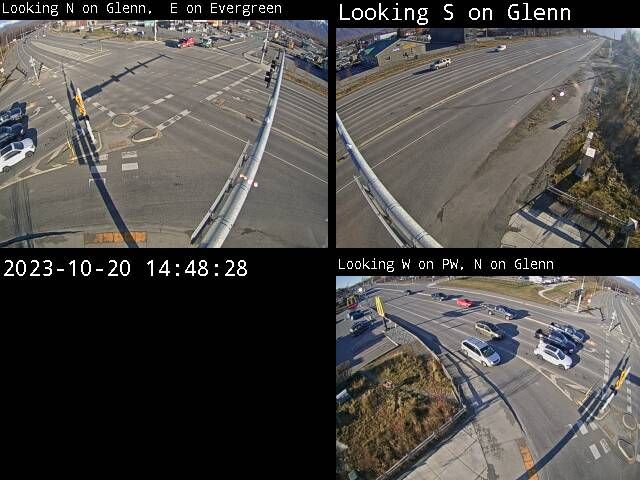 Looking N on Glenn, E on Evergreen
Looking S on Glenn
2023-10-20 14:48:28
Looking W on PW, N on Glenn